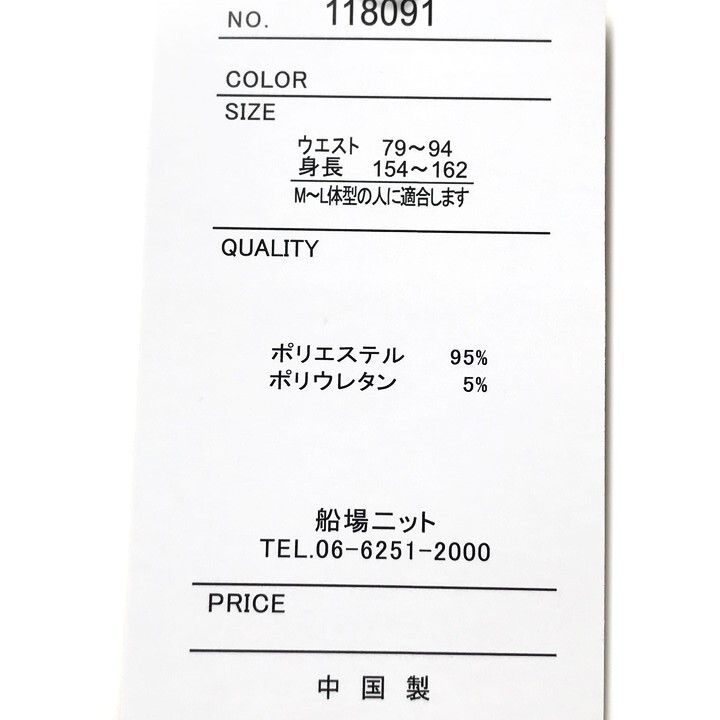 NO. 118091
COLOR
SIZE
ウエスト 79～94
身長 154～162
M～L体型の人に適合します
QUALITY
ポリエステル 95%
ポリウレタン 5%
船場ニット
TEL.06-6251-2000
PRICE
中国製